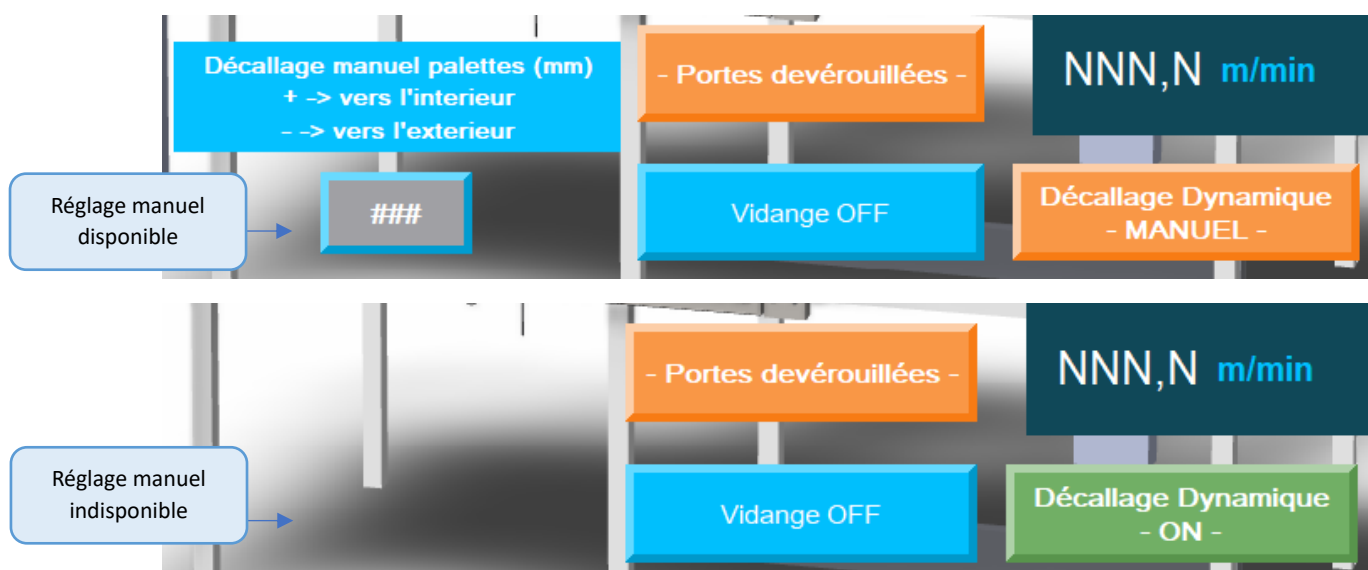 Décallage manuel palettes (mm)
+ -> vers l'interieur
- -> vers l'exterieur
- Portes devérouillées -
NNN,N m/min
Réglage manuel
disponible
###
Vidange OFF
Décallage Dynamique
- MANUEL -
- Portes devérouillées -
NNN,N m/min
Réglage manuel
indisponible
Vidange OFF
Décallage Dynamique
- ON -